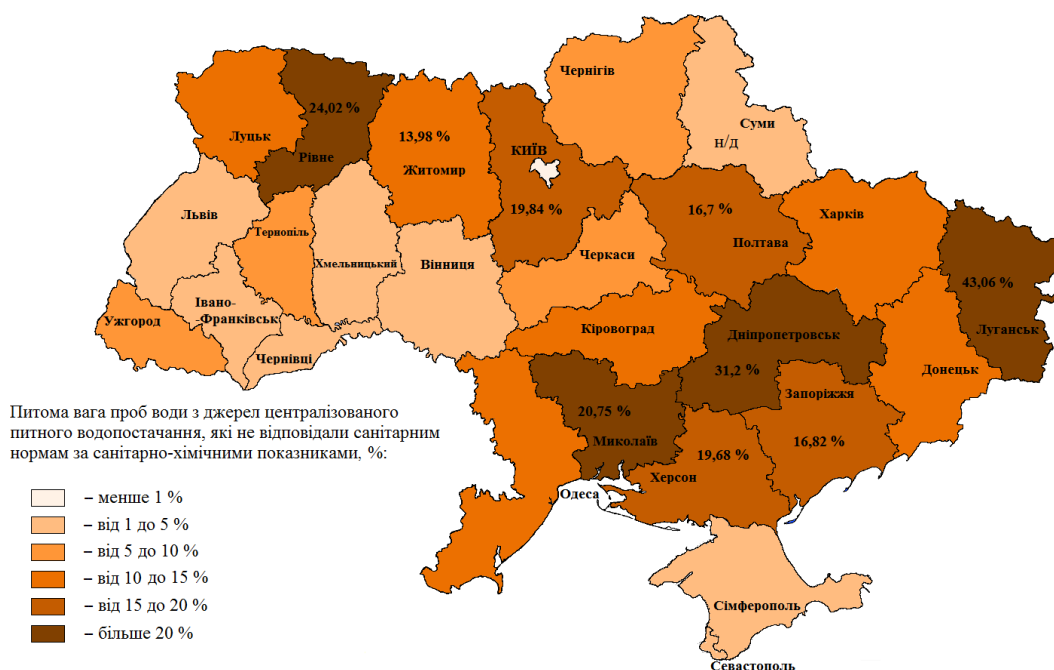 Чернігів
Суми
н/д
24,02 %
Луцьк
Рівне
13,98 %
Житомир
КИЇВ
19,84 %
16,7 %
Полтава
Харків
Львів
Тернопіль
Хмельницький
Вінниця
Черкаси
43,06 %
Луганськ
Івано-
-Франківськ
Ужгород
Чернівці
Кіровоград
Дніпропетровськ
31,2 %
Донецьк
Запоріжжя
16,82 %
20,75 %
Миколаїв
19,68 %
Херсон
Одеса
Сімферополь
Севастополь
Питома вага проб води з джерел централізованого
питного водопостачання, які не відповідали санітарним
нормам за санітарно-хімічними показниками, %:
– менше 1 %
– від 1 до 5 %
– від 5 до 10 %
– від 10 до 15 %
– від 15 до 20 %
– більше 20 %